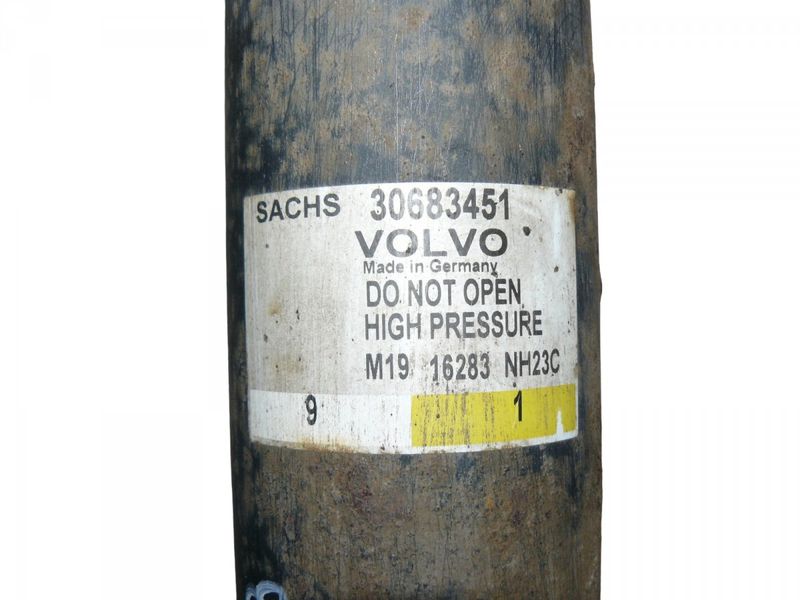 SACHS 30683451
VOLVO
Made in Germany
DO NOT OPEN
HIGH PRESSURE
M19 16283 NH23C
9 1